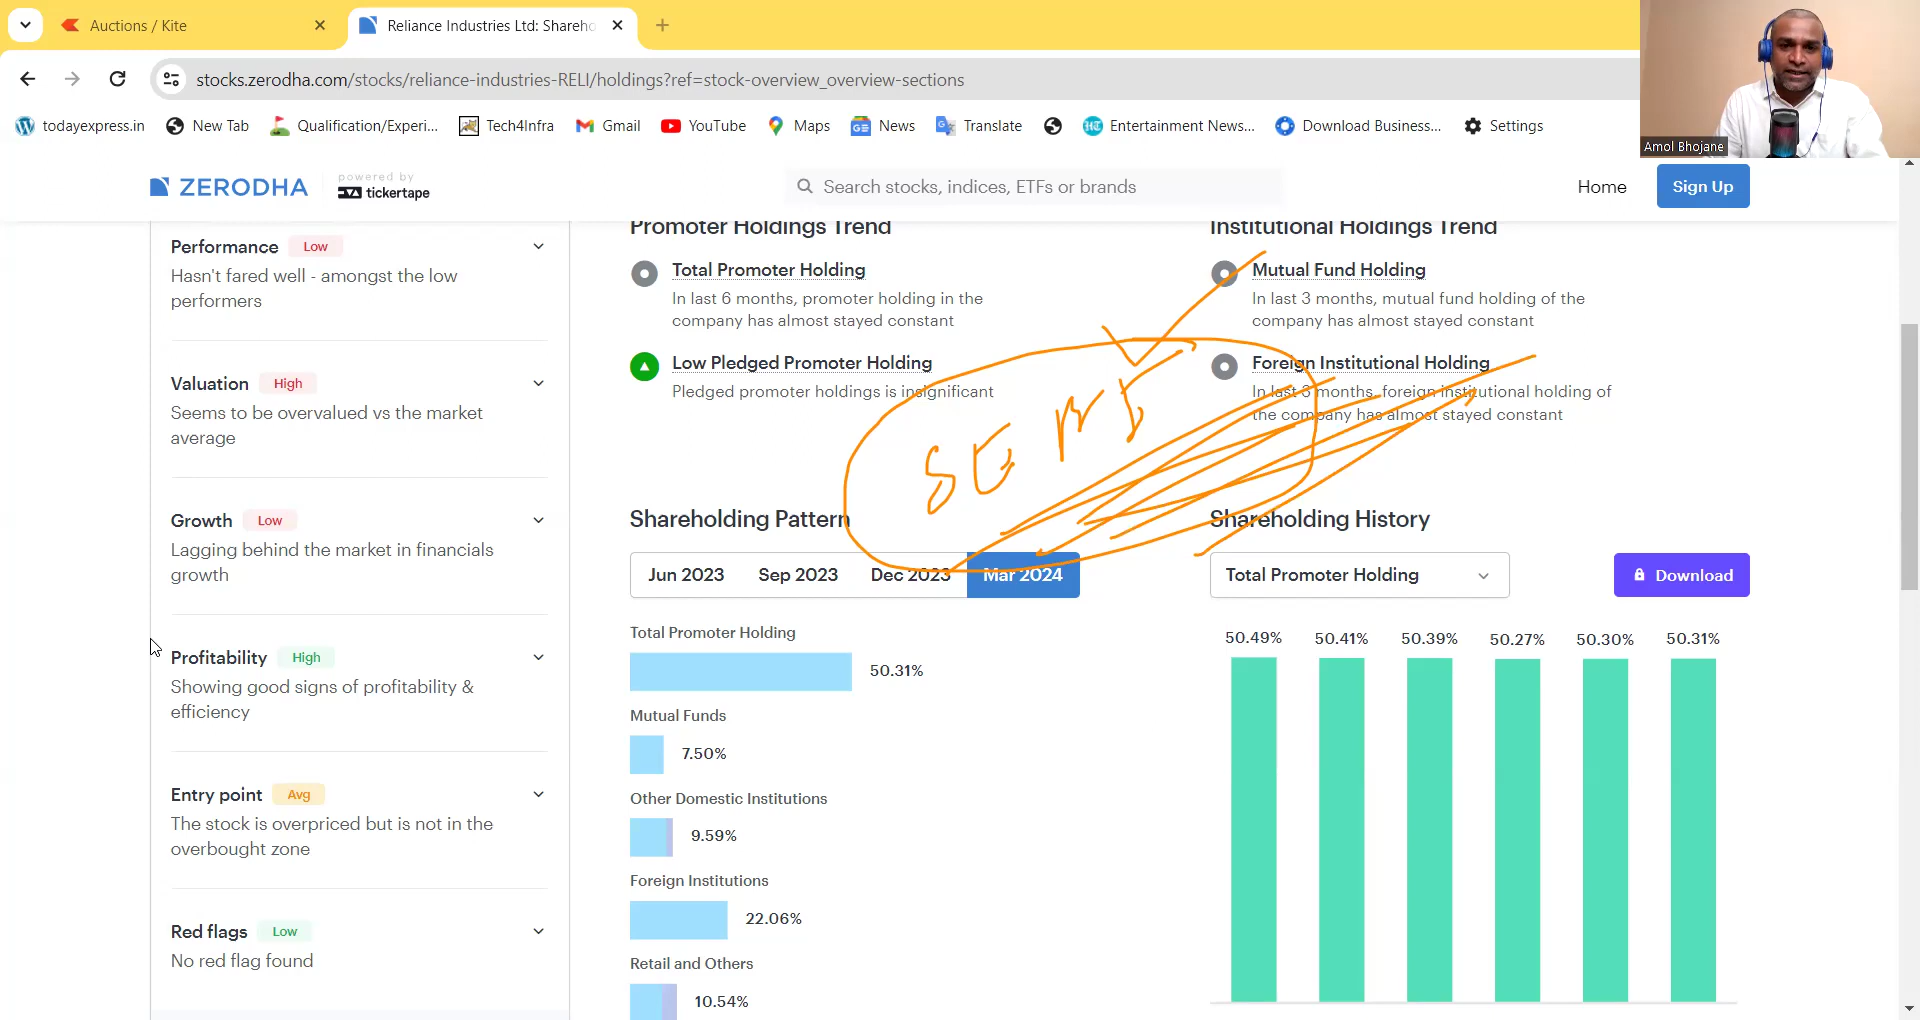 Auctions / Kite
Reliance Industries Ltd: Shareho
stocks.zerodha.com/stocks/reliance-industries-RELI/holdings?ref=stock-overview_overview-sections
todayexpress.in
New Tab
Qualification/Experi...
Tech4Infra
Gmail
YouTube
Maps
News
Translate
Entertainment News...
Download Business...
Settings
Amol Bhojane
ZERODHA
powered by
tickertape
Search stocks, indices, ETFs or brands
Home
Sign Up
Performance Low
Hasn't fared well - amongst the low
performers
Valuation High
Seems to be overvalued vs the market
average
Growth Low
Lagging behind the market in financials
growth
Profitability High
Showing good signs of profitability &
efficiency
Entry point Avg
The stock is overpriced but is not in the
overbought zone
Red flags Low
No red flag found
Promoter Holdings Trend
Total Promoter Holding
In last 6 months, promoter holding in the
company has almost stayed constant
Low Pledged Promoter Holding
Pledged promoter holdings is insignificant
Institutional Holdings Trend
Mutual Fund Holding
In last 3 months, mutual fund holding of the
company has almost stayed constant
Foreign Institutional Holding
In last 3 months, foreign institutional holding of
the company has almost stayed constant
Shareholding Pattern
Jun 2023 Sep 2023 Dec 2023 Mar 2024
Total Promoter Holding
50.31%
Mutual Funds
7.50%
Other Domestic Institutions
9.59%
Foreign Institutions
22.06%
Retail and Others
10.54%
Shareholding History
Total Promoter Holding
Download
50.49% 50.41% 50.39% 50.27% 50.30% 50.31%